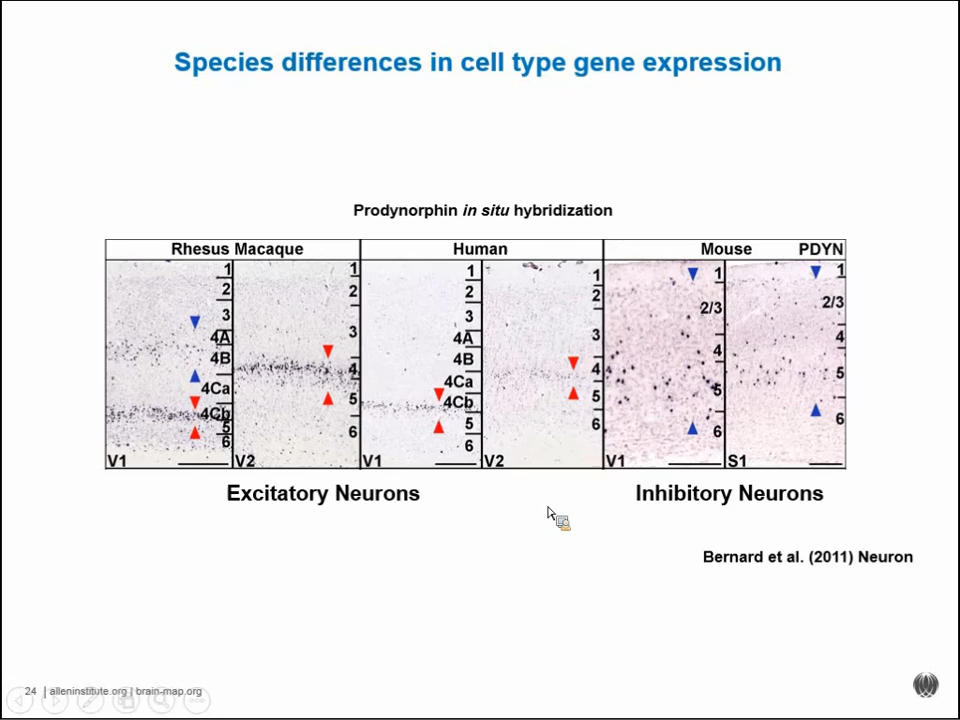 Species differences in cell type gene expression
Prodynorphin in situ hybridization
Rhesus Macaque
Human
Mouse PDYN
1
2
3
4A
4B
4Ca
4Cb
5
6
V1
1
2
3
4
5
6
V2
1
2
3
4A
4B
4Ca
4Cb
5
6
V1
1
2
3
4
5
6
V2
1
2/3
4
5
6
V1
1
2/3
4
5
6
S1
Excitatory Neurons
Inhibitory Neurons
Bernard et al. (2011) Neuron
24 | alleninstitute.org | brain-map.org